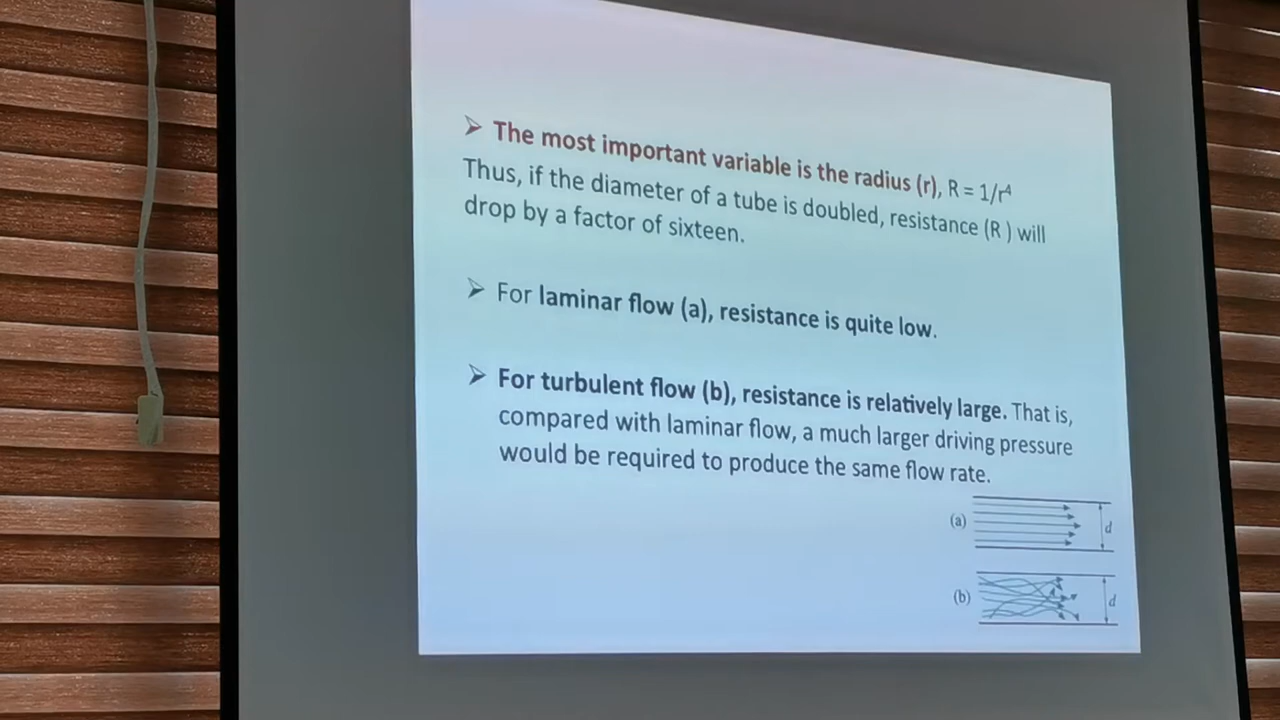 ➢ The most important variable is the radius (r), R = 1/r⁴
Thus, if the diameter of a tube is doubled, resistance (R ) will
drop by a factor of sixteen.
➢ For laminar flow (a), resistance is quite low.
➢ For turbulent flow (b), resistance is relatively large. That is,
compared with laminar flow, a much larger driving pressure
would be required to produce the same flow rate.
(a) d
(b) d